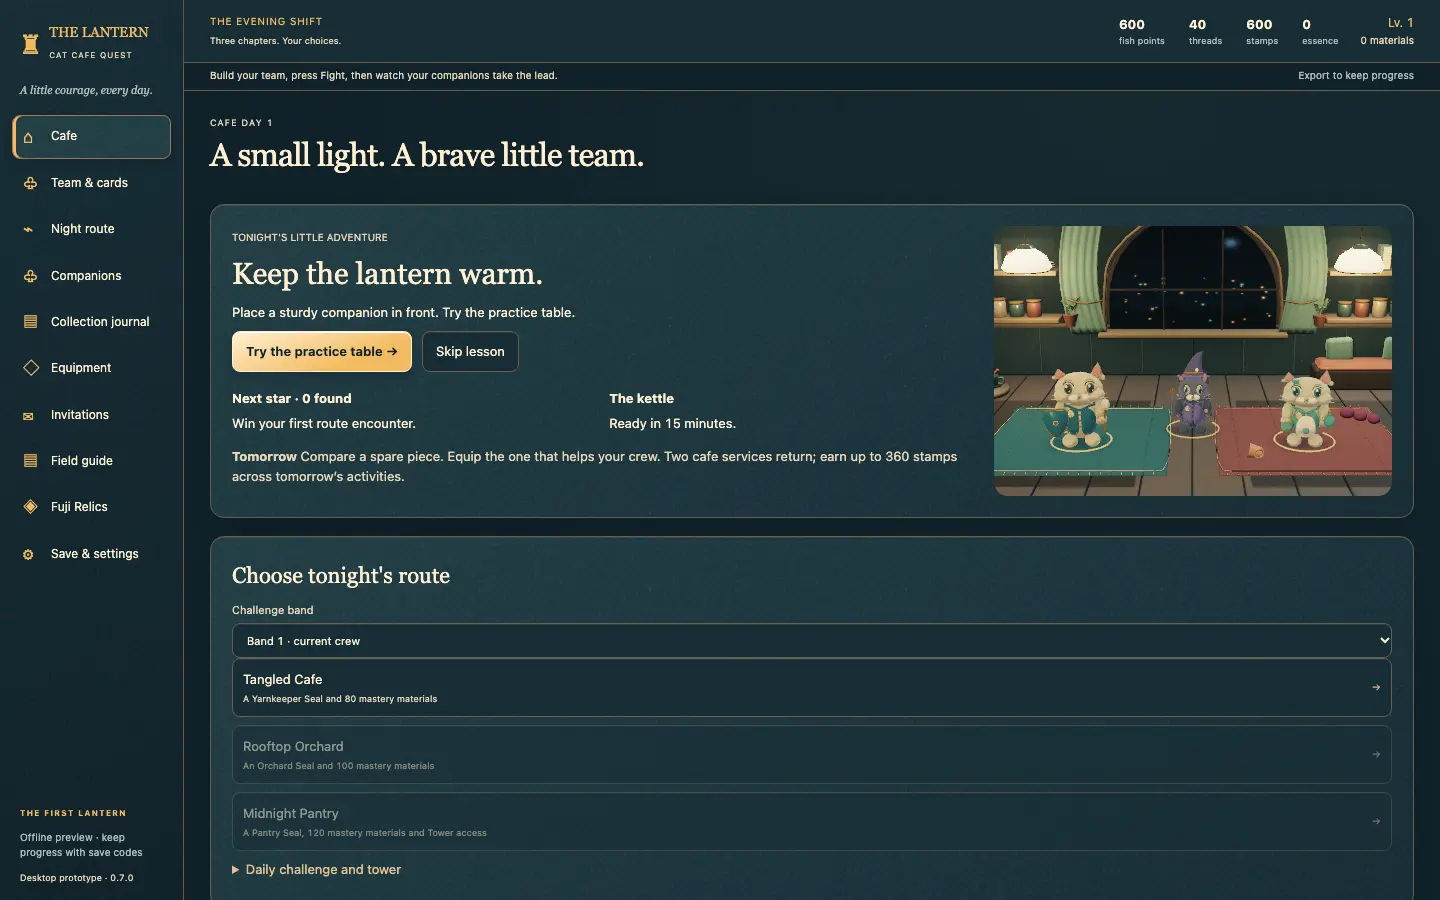 THE LANTERN
CAT CAFE QUEST
A little courage, every day.
Cafe
Team & cards
Night route
Companions
Collection journal
Equipment
Invitations
Field guide
Fuji Relics
Save & settings
THE FIRST LANTERN
Offline preview · keep
progress with save codes
Desktop prototype · 0.7.0
THE EVENING SHIFT
Three chapters. Your choices.
600 fish points
40 threads
600 stamps
0 essence
Lv. 1
0 materials
Build your team, press Fight, then watch your companions take the lead.
Export to keep progress
CAFE DAY 1
A small light. A brave little team.
TONIGHT'S LITTLE ADVENTURE
Keep the lantern warm.
Place a sturdy companion in front. Try the practice table.
Try the practice table →
Skip lesson
Next star · 0 found
Win your first route encounter.
The kettle
Ready in 15 minutes.
Tomorrow Compare a spare piece. Equip the one that helps your crew. Two cafe services return; earn up to 360 stamps
across tomorrow's activities.
Choose tonight's route
Challenge band
Band 1 · current crew
Tangled Cafe
A Yarnkeeper Seal and 80 mastery materials
→
Rooftop Orchard
An Orchard Seal and 100 mastery materials
→
Midnight Pantry
A Pantry Seal, 120 mastery materials and Tower access
→
Daily challenge and tower